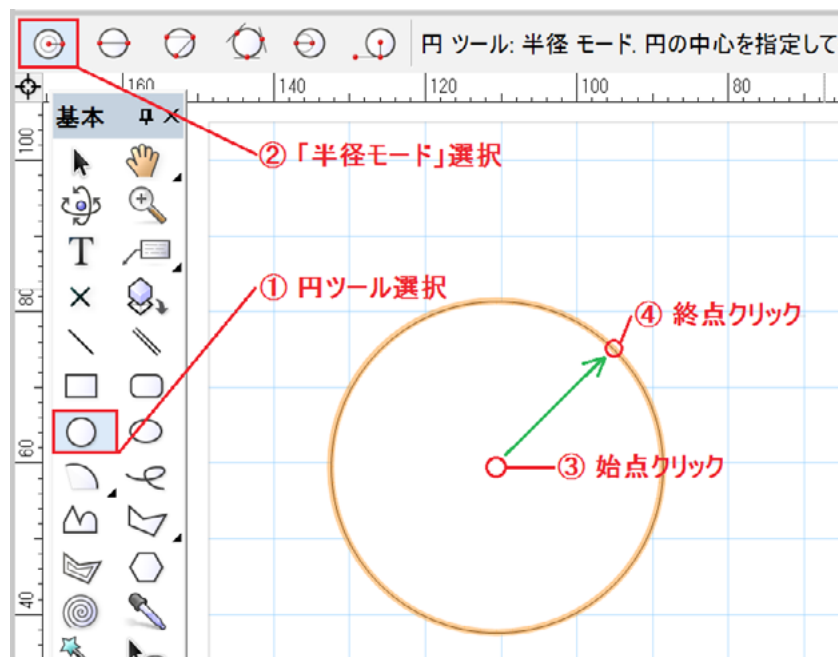 円 ツール: 半径 モード. 円の中心を指定して
160 140 120 100 80
基本
100
② 「半径モード」選択
T
① 円ツール選択
80
④ 終点クリック
60
③ 始点クリック
40